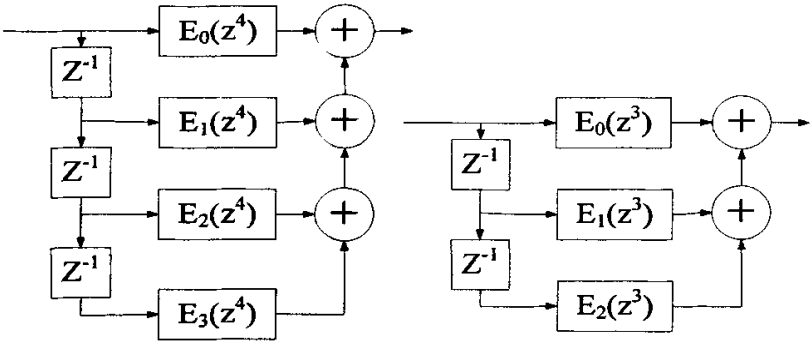 E₀(z⁴) +
Z⁻¹
E₁(z⁴) +
Z⁻¹
E₂(z⁴) +
Z⁻¹
E₃(z⁴)
E₀(z³) +
Z⁻¹
E₁(z³) +
Z⁻¹
E₂(z³)